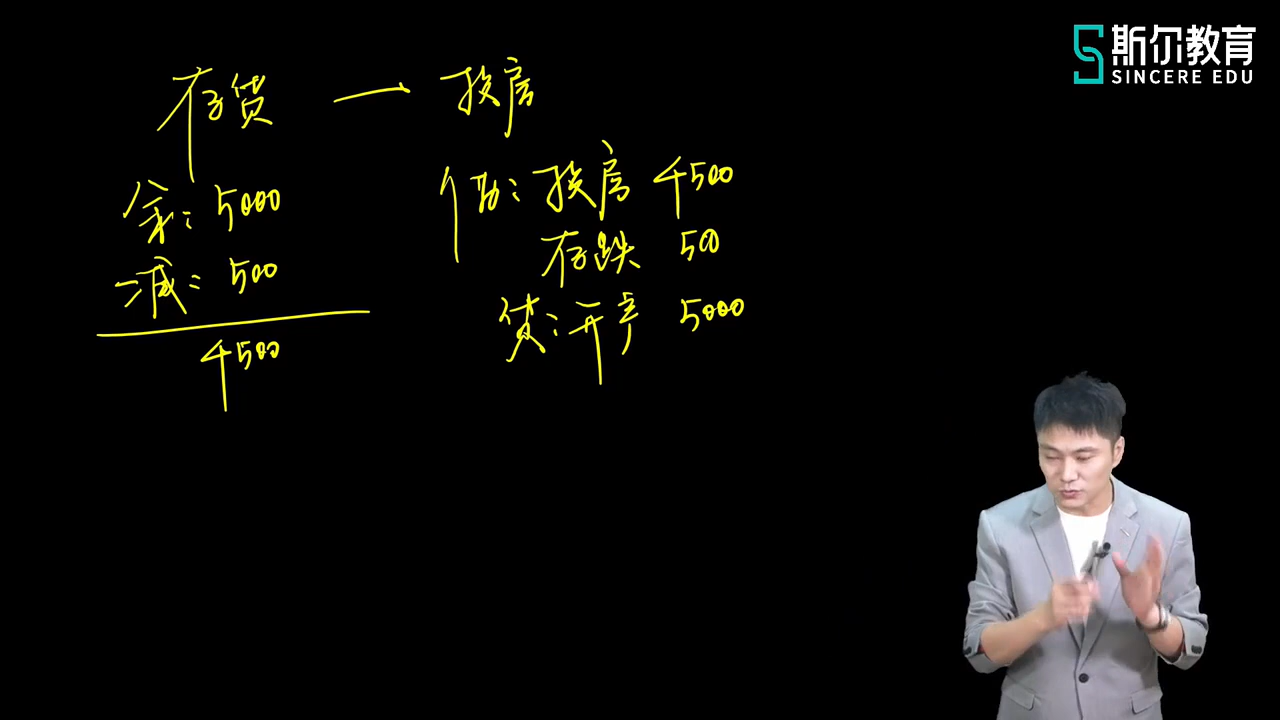 斯尔教育
SINCERE EDU
存货 — 投房
余：5000
减：500
4500
借：投房 4500
存跌 500
贷：开产 5000